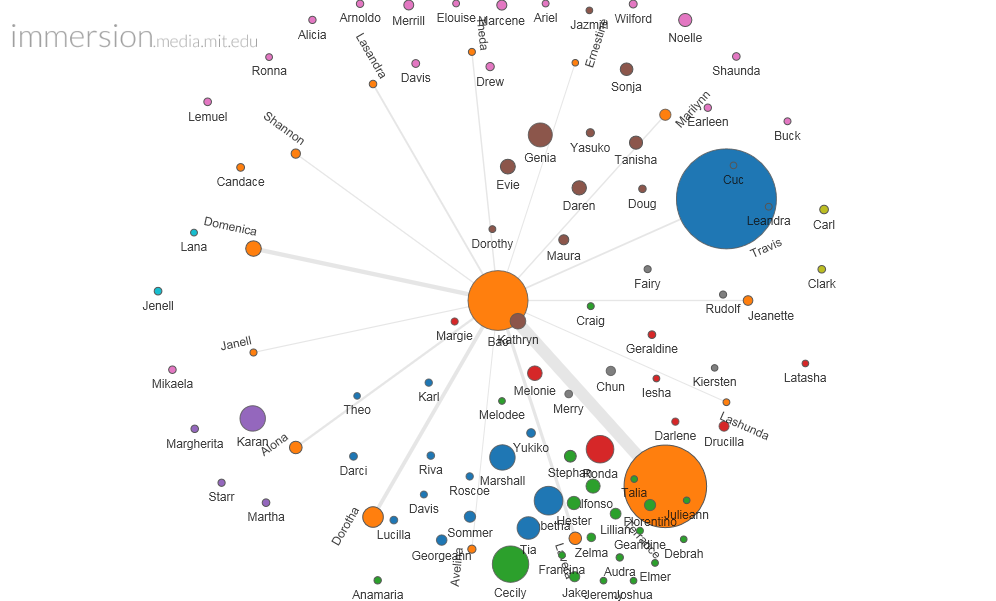 Arnoldo
Merrill
Elouise
Marcene
Ariel
Jazmin
Wilford
Noelle
Alicia
immersion.media.mit.edu
Lasandra
Ernestine
Ronna
Davis
Drew
Sonja
Shaunda
Lemuel
Shannon
Marilynn
Earleen
Buck
Genia
Yasuko
Tanisha
Candace
Evie
Cuc
Daren
Doug
Domenica
Lana
Dorothy
Maura
Leandra
Carl
Travis
Jenell
Fairy
Rudolf
Clark
Margie
Kathryn
Craig
Jeanette
Janell
Geraldine
Mikaela
Theo
Karl
Melonie
Chun
Iesha
Kiersten
Latasha
Melodee
Merry
Lashunda
Margherita
Karan
Alona
Yukiko
Darlene
Drucilla
Darci
Riva
Marshall
Ronda
Starr
Roscoe
Talia
Martha
Davis
Hester
Julieann
Florentino
Dorotha
Lucilla
Sommer
Lillian
Georgeann
Tia
Zelma
Geraldine
Debrah
Avelina
Francina
Audra
Elmer
Anamaria
Cecily
Jake
Jeremy
Joshua